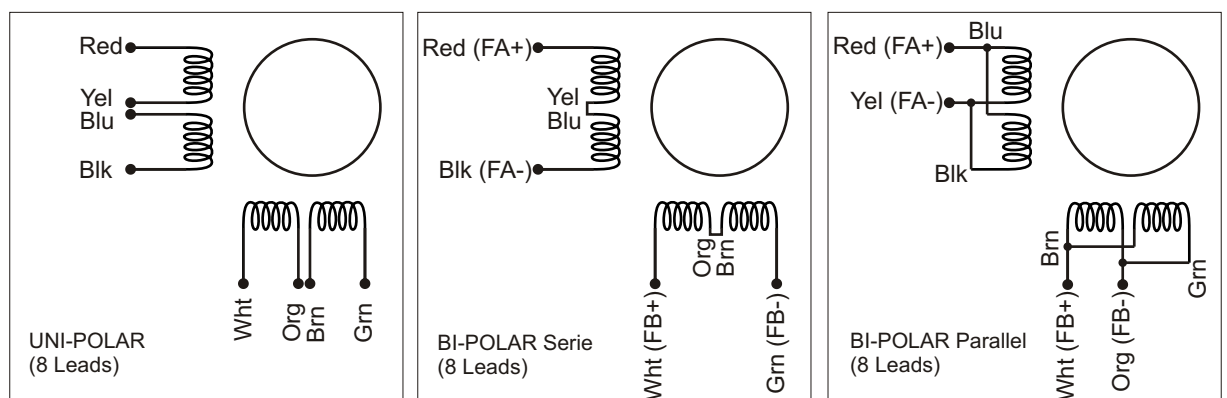 Red
Yel
Blu
Blk
Wht
Org
Brn
Grn
UNI-POLAR
(8 Leads)
Red (FA+)
Yel
Blu
Blk (FA-)
Org
Brn
Wht (FB+)
Grn (FB-)
BI-POLAR Serie
(8 Leads)
Red (FA+)
Blu
Yel (FA-)
Blk
Brn
Grn
Wht (FB+)
Org (FB-)
BI-POLAR Parallel
(8 Leads)